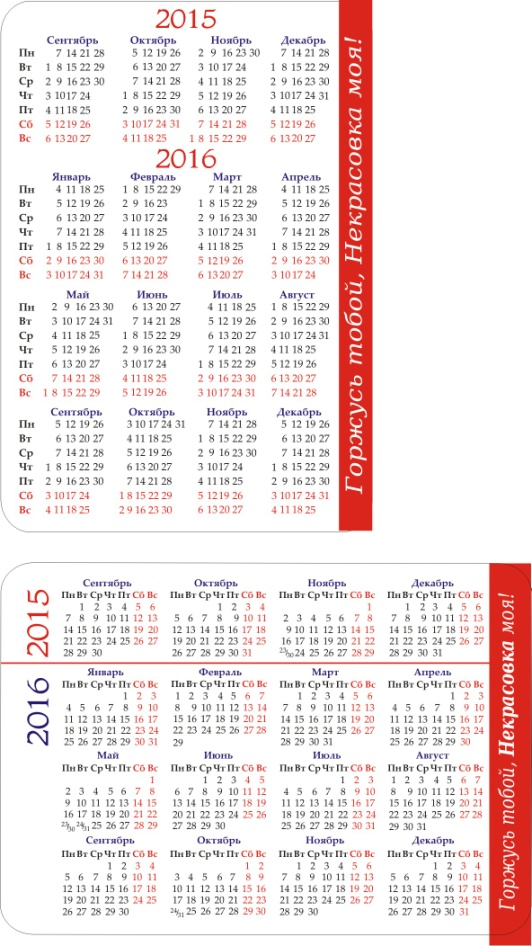 2015
Сентябрь Октябрь Ноябрь Декабрь
Пн 7 14 21 28 5 12 19 26 2 9 16 23 30 7 14 21 28
Вт 1 8 15 22 29 6 13 20 27 3 10 17 24 1 8 15 22 29
Ср 2 9 16 23 30 7 14 21 28 4 11 18 25 2 9 16 23 30
Чт 3 10 17 24 1 8 15 22 29 5 12 19 26 3 10 17 24 31
Пт 4 11 18 25 2 9 16 23 30 6 13 20 27 4 11 18 25
Сб 5 12 19 26 3 10 17 24 31 7 14 21 28 5 12 19 26
Вс 6 13 20 27 4 11 18 25 1 8 15 22 29 6 13 20 27
2016
Январь Февраль Март Апрель
Пн 4 11 18 25 1 8 15 22 29 7 14 21 28 4 11 18 25
Вт 5 12 19 26 2 9 16 23 1 8 15 22 29 5 12 19 26
Ср 6 13 20 27 3 10 17 24 2 9 16 23 30 6 13 20 27
Чт 7 14 21 28 4 11 18 25 3 10 17 24 31 7 14 21 28
Пт 1 8 15 22 29 5 12 19 26 4 11 18 25 1 8 15 22 29
Сб 2 9 16 23 30 6 13 20 27 5 12 19 26 2 9 16 23 30
Вс 3 10 17 24 31 7 14 21 28 6 13 20 27 3 10 17 24
Май Июнь Июль Август
Пн 2 9 16 23 30 6 13 20 27 4 11 18 25 1 8 15 22 29
Вт 3 10 17 24 31 7 14 21 28 5 12 19 26 2 9 16 23 30
Ср 4 11 18 25 1 8 15 22 29 6 13 20 27 3 10 17 24 31
Чт 5 12 19 26 2 9 16 23 30 7 14 21 28 4 11 18 25
Пт 6 13 20 27 3 10 17 24 1 8 15 22 29 5 12 19 26
Сб 7 14 21 28 4 11 18 25 2 9 16 23 30 6 13 20 27
Вс 1 8 15 22 29 5 12 19 26 3 10 17 24 31 7 14 21 28
Сентябрь Октябрь Ноябрь Декабрь
Пн 5 12 19 26 3 10 17 24 31 7 14 21 28 5 12 19 26
Вт 6 13 20 27 4 11 18 25 1 8 15 22 29 6 13 20 27
Ср 7 14 21 28 5 12 19 26 2 9 16 23 30 7 14 21 28
Чт 1 8 15 22 29 6 13 20 27 3 10 17 24 1 8 15 22 29
Пт 2 9 16 23 30 7 14 21 28 4 11 18 25 2 9 16 23 30
Сб 3 10 17 24 1 8 15 22 29 5 12 19 26 3 10 17 24 31
Вс 4 11 18 25 2 9 16 23 30 6 13 20 27 4 11 18 25
Горжусь тобой, Некрасовка моя!
2015
Сентябрь Октябрь Ноябрь Декабрь
Пн Вт Ср Чт Пт Сб Вс Пн Вт Ср Чт Пт Сб Вс Пн Вт Ср Чт Пт Сб Вс Пн Вт Ср Чт Пт Сб Вс
1 2 3 4 5 6 1 2 3 4 1 1 2 3 4 5 6
7 8 9 10 11 12 13 5 6 7 8 9 10 11 2 3 4 5 6 7 8 7 8 9 10 11 12 13
14 15 16 17 18 19 20 12 13 14 15 16 17 18 9 10 11 12 13 14 15 14 15 16 17 18 19 20
21 22 23 24 25 26 27 19 20 21 22 23 24 25 16 17 18 19 20 21 22 21 22 23 24 25 26 27
28 29 30 26 27 28 29 30 31 23/30 24 25 26 27 28 29 28 29 30 31
2016
Январь Февраль Март Апрель
Пн Вт Ср Чт Пт Сб Вс Пн Вт Ср Чт Пт Сб Вс Пн Вт Ср Чт Пт Сб Вс Пн Вт Ср Чт Пт Сб Вс
1 2 3 1 2 3 4 5 6 7 1 2 3 4 5 6 1 2 3
4 5 6 7 8 9 10 8 9 10 11 12 13 14 7 8 9 10 11 12 13 4 5 6 7 8 9 10
11 12 13 14 15 16 17 15 16 17 18 19 20 21 14 15 16 17 18 19 20 11 12 13 14 15 16 17
18 19 20 21 22 23 24 22 23 24 25 26 27 28 21 22 23 24 25 26 27 18 19 20 21 22 23 24
25 26 27 28 29 30 31 29 28 29 30 31 25 26 27 28 29 30
Май Июнь Июль Август
Пн Вт Ср Чт Пт Сб Вс Пн Вт Ср Чт Пт Сб Вс Пн Вт Ср Чт Пт Сб Вс Пн Вт Ср Чт Пт Сб Вс
1 1 2 3 4 5 1 2 3 1 2 3 4 5 6 7
2 3 4 5 6 7 8 6 7 8 9 10 11 12 4 5 6 7 8 9 10 8 9 10 11 12 13 14
9 10 11 12 13 14 15 13 14 15 16 17 18 19 11 12 13 14 15 16 17 15 16 17 18 19 20 21
16 17 18 19 20 21 22 20 21 22 23 24 25 26 18 19 20 21 22 23 24 22 23 24 25 26 27 28
23/30 24/31 25 26 27 28 29 27 28 29 30 25 26 27 28 29 30 31 29 30 31
Сентябрь Октябрь Ноябрь Декабрь
Пн Вт Ср Чт Пт Сб Вс Пн Вт Ср Чт Пт Сб Вс Пн Вт Ср Чт Пт Сб Вс Пн Вт Ср Чт Пт Сб Вс
1 2 3 4 1 2 1 2 3 4 5 6 1 2 3 4
5 6 7 8 9 10 11 3 4 5 6 7 8 9 7 8 9 10 11 12 13 5 6 7 8 9 10 11
12 13 14 15 16 17 18 10 11 12 13 14 15 16 14 15 16 17 18 19 20 12 13 14 15 16 17 18
19 20 21 22 23 24 25 17 18 19 20 21 22 23 21 22 23 24 25 26 27 19 20 21 22 23 24 25
26 27 28 29 30 24/31 25 26 27 28 29 30 28 29 30 26 27 28 29 30 31
Горжусь тобой, Некрасовка моя!